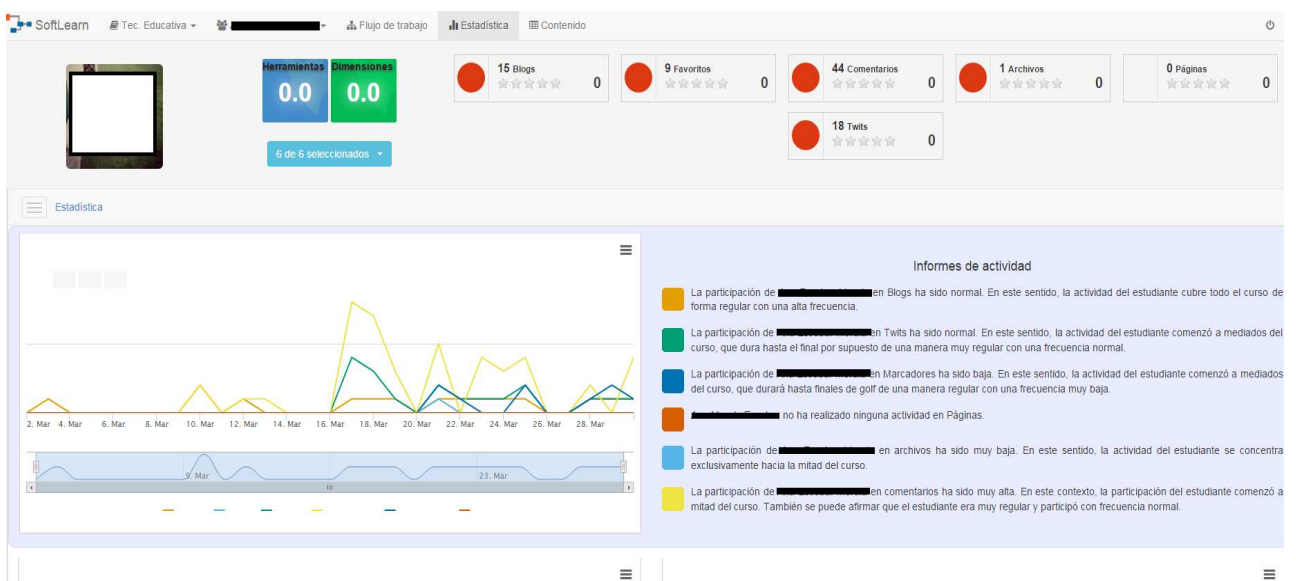 SoftLearn Tec. Educativa Flujo de trabajo Estadística Contenido
Herramientas Dimensiones
0.0 0.0
6 de 6 seleccionados
15 Blogs
0
9 Favoritos
0
44 Comentarios
0
1 Archivos
0
0 Páginas
0
18 Twits
0
Estadística
2. Mar 4. Mar 6. Mar 8. Mar 10. Mar 12. Mar 14. Mar 16. Mar 18. Mar 20. Mar 22. Mar 24. Mar 26. Mar 28. Mar
9. Mar 23. Mar
Informes de actividad
La participación de en Blogs ha sido normal. En este sentido, la actividad del estudiante cubre todo el curso de
forma regular con una alta frecuencia.
La participación de en Twits ha sido normal. En este sentido, la actividad del estudiante comenzó a mediados del
curso, que dura hasta el final por supuesto de una manera muy regular con una frecuencia normal.
La participación de en Marcadores ha sido baja. En este sentido, la actividad del estudiante comenzó a mediados
del curso, que durará hasta finales de golf de una manera regular con una frecuencia muy baja.
no ha realizado ninguna actividad en Páginas.
La participación de en archivos ha sido muy baja. En este sentido, la actividad del estudiante se concentra
exclusivamente hacia la mitad del curso.
La participación de en comentarios ha sido muy alta. En este contexto, la participación del estudiante comenzó a
mitad del curso. También se puede afirmar que el estudiante era muy regular y participó con frecuencia normal.